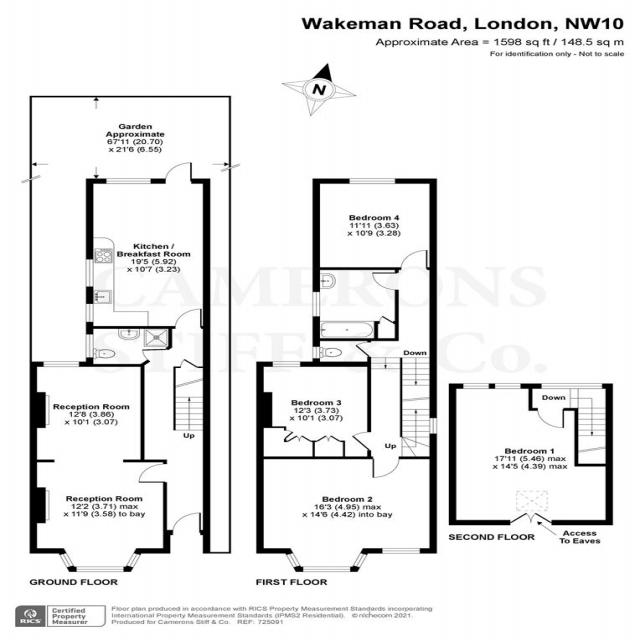 Wakeman Road, London, NW10
Approximate Area = 1598 sq ft / 148.5 sq m
For identification only - Not to scale
N
Garden
Approximate
67'11 (20.70)
x 21'6 (6.55)
Kitchen /
Breakfast Room
19'5 (5.92)
x 10'7 (3.23)
Reception Room
12'8 (3.86)
x 10'1 (3.07)
Up
Reception Room
12'2 (3.71) max
x 11'9 (3.58) to bay
GROUND FLOOR
Bedroom 4
11'11 (3.63)
x 10'9 (3.28)
Down
Bedroom 3
12'3 (3.73)
x 10'1 (3.07)
Up
Bedroom 2
16'3 (4.95) max
x 14'6 (4.42) into bay
FIRST FLOOR
Down
Bedroom 1
17'11 (5.46) max
x 14'5 (4.39) max
Access
To Eaves
SECOND FLOOR
CAMERONS
STIFF & Co.
RICS
Certified
Property
Measurer
Floor plan produced in accordance with RICS Property Measurement Standards incorporating
International Property Measurement Standards (IPMS2 Residential). © nichecom 2021.
Produced for Camerons Stiff & Co. REF: 725091